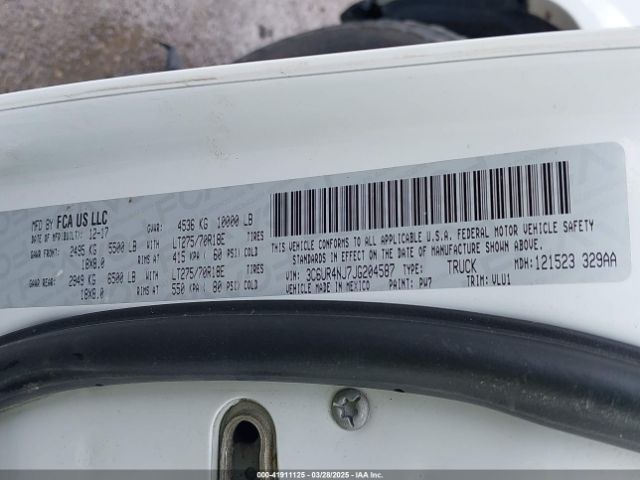 MFD BY FCA US LLC GVWR: 4536 KG 10000 LB
DATE OF MFR/BUILT: 12-17
GAWR FRONT: 2495 KG 5500 LB WITH LT275/70R18E TIRES
18X8.0 RIMS AT 415 KPA( 60 PSI) COLD
GAWR REAR: 2949 KG 6500 LB WITH LT275/70R18E TIRES
18X8.0 RIMS AT 550 KPA( 80 PSI) COLD
THIS VEHICLE CONFORMS TO ALL APPLICABLE U.S.A. FEDERAL MOTOR VEHICLE SAFETY
STANDARDS IN EFFECT ON THE DATE OF MANUFACTURE SHOWN ABOVE.
VIN: 3C6UR4NJ7JG204587 TYPE: TRUCK MDH: 121523 329AA
VEHICLE MADE IN MEXICO PAINT: PW7 TRIM: VLU1
000-41911125 - 03/28/2025 - IAAI Branded Solutions